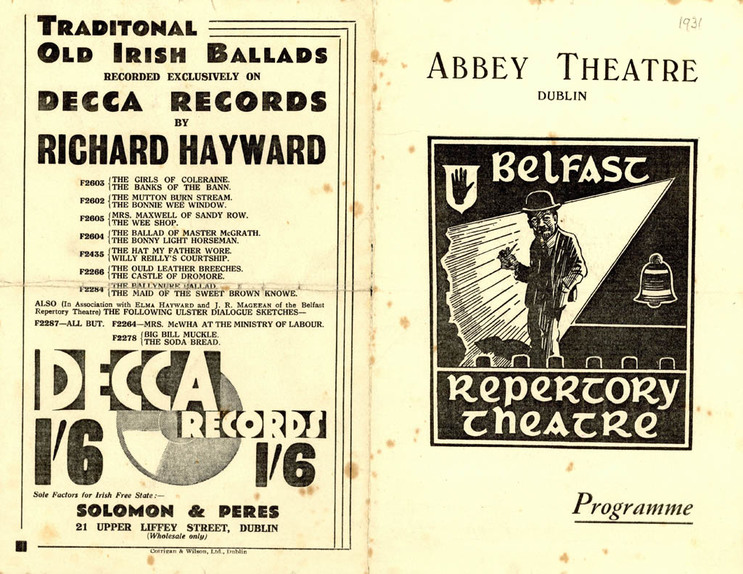 TRADITONAL
OLD IRISH BALLADS
RECORDED EXCLUSIVELY ON
DECCA RECORDS
BY
RICHARD HAYWARD
F2603 { THE GIRLS OF COLERAINE.
THE BANKS OF THE BANN.
F2602 { THE MUTTON BURN STREAM.
THE BONNIE WEE WINDOW.
F2605 { MRS. MAXWELL OF SANDY ROW.
THE WEE SHOP.
F2604 { THE BALLAD OF MASTER McGRATH.
THE BONNY LIGHT HORSEMAN.
F2435 { THE HAT MY FATHER WORE.
WILLY REILLY'S COURTSHIP.
F2266 { THE OULD LEATHER BREECHES.
THE CASTLE OF DROMORE.
F2284 { THE BALLYNURE BALLAD.
THE MAID OF THE SWEET BROWN KNOWE.
ALSO (In Association with ELMA HAYWARD and J. R. MAGEEAN of the Belfast
Repertory Theatre) THE FOLLOWING ULSTER DIALOGUE SKETCHES—
F2287—ALL BUT. F2264—MRS. McWHA AT THE MINISTRY OF LABOUR.
F2278 { BIG BILL MUCKLE.
THE SODA BREAD.
DECCA
RECORDS
1/6 1/6
Sole Factors for Irish Free State:—
SOLOMON & PERES
21 UPPER LIFFEY STREET, DUBLIN
(Wholesale only)
Corrigan & Wilson, Ltd., Dublin
1931
ABBEY THEATRE
DUBLIN
BELFAST
REPERTORY
THEATRE
Programme